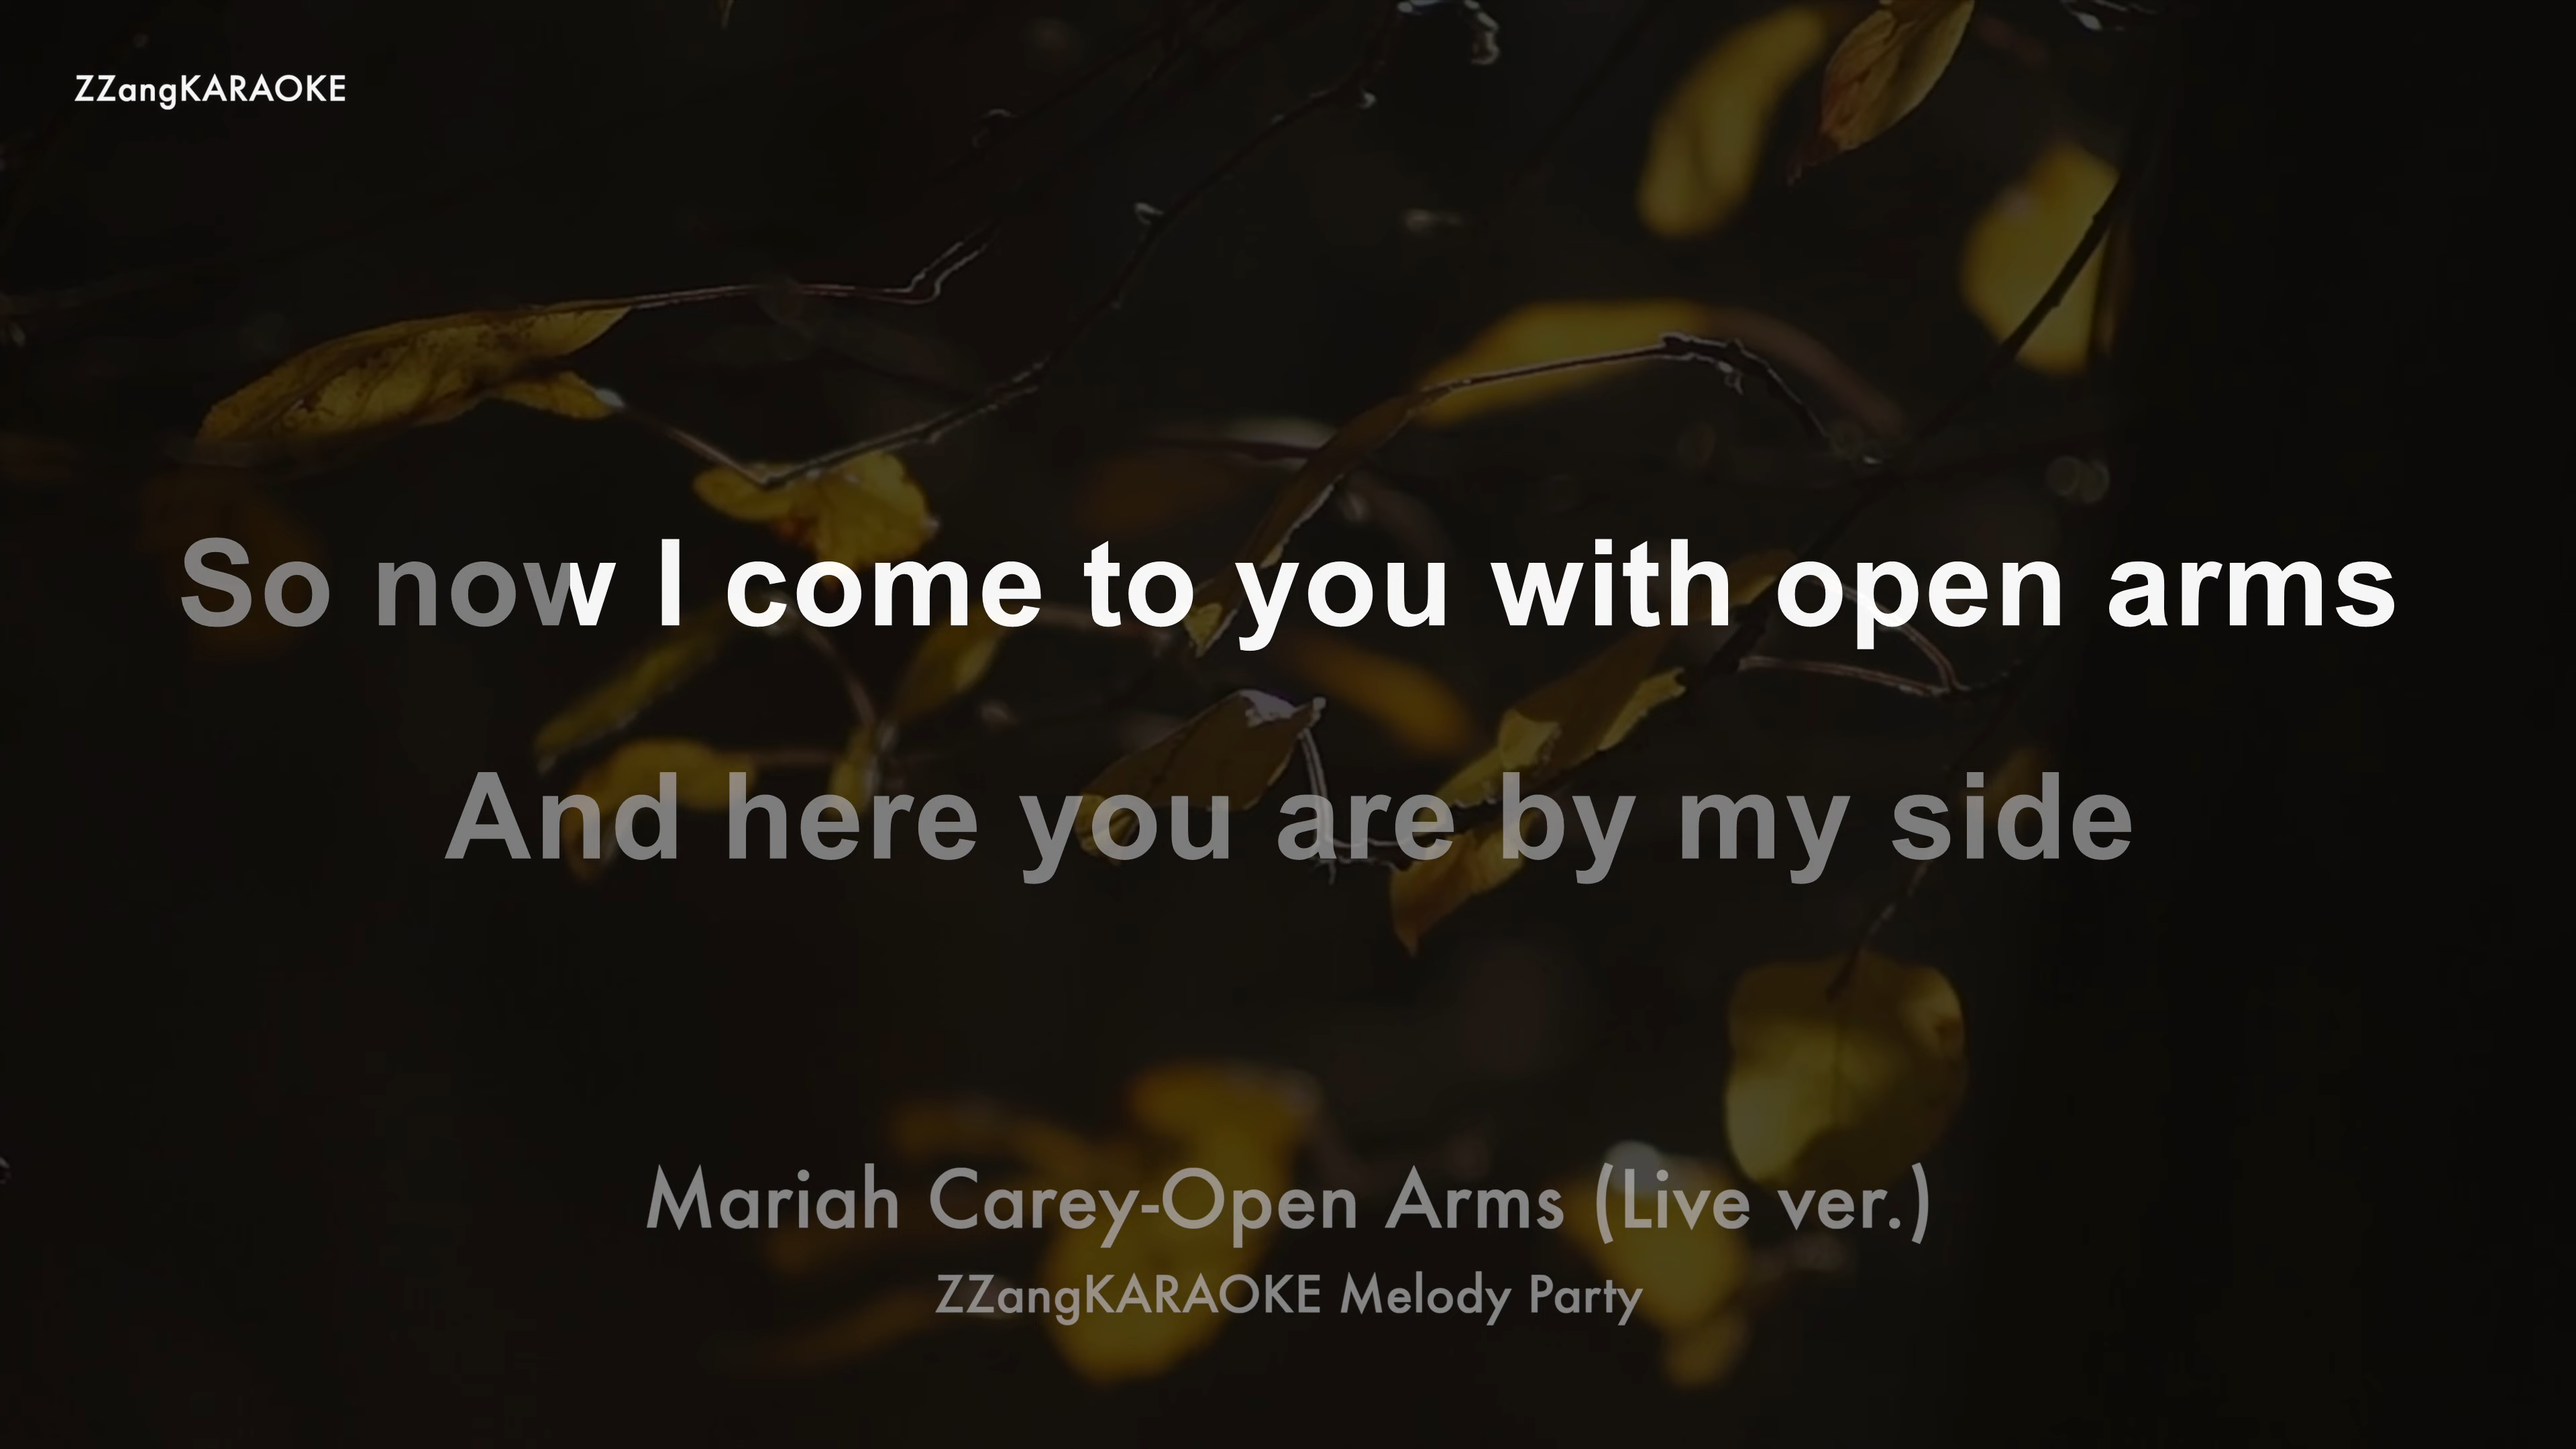 ZZangKARAOKE
So now I come to you with open arms
And here you are by my side
Mariah Carey-Open Arms (Live ver.)
ZZangKARAOKE Melody Party